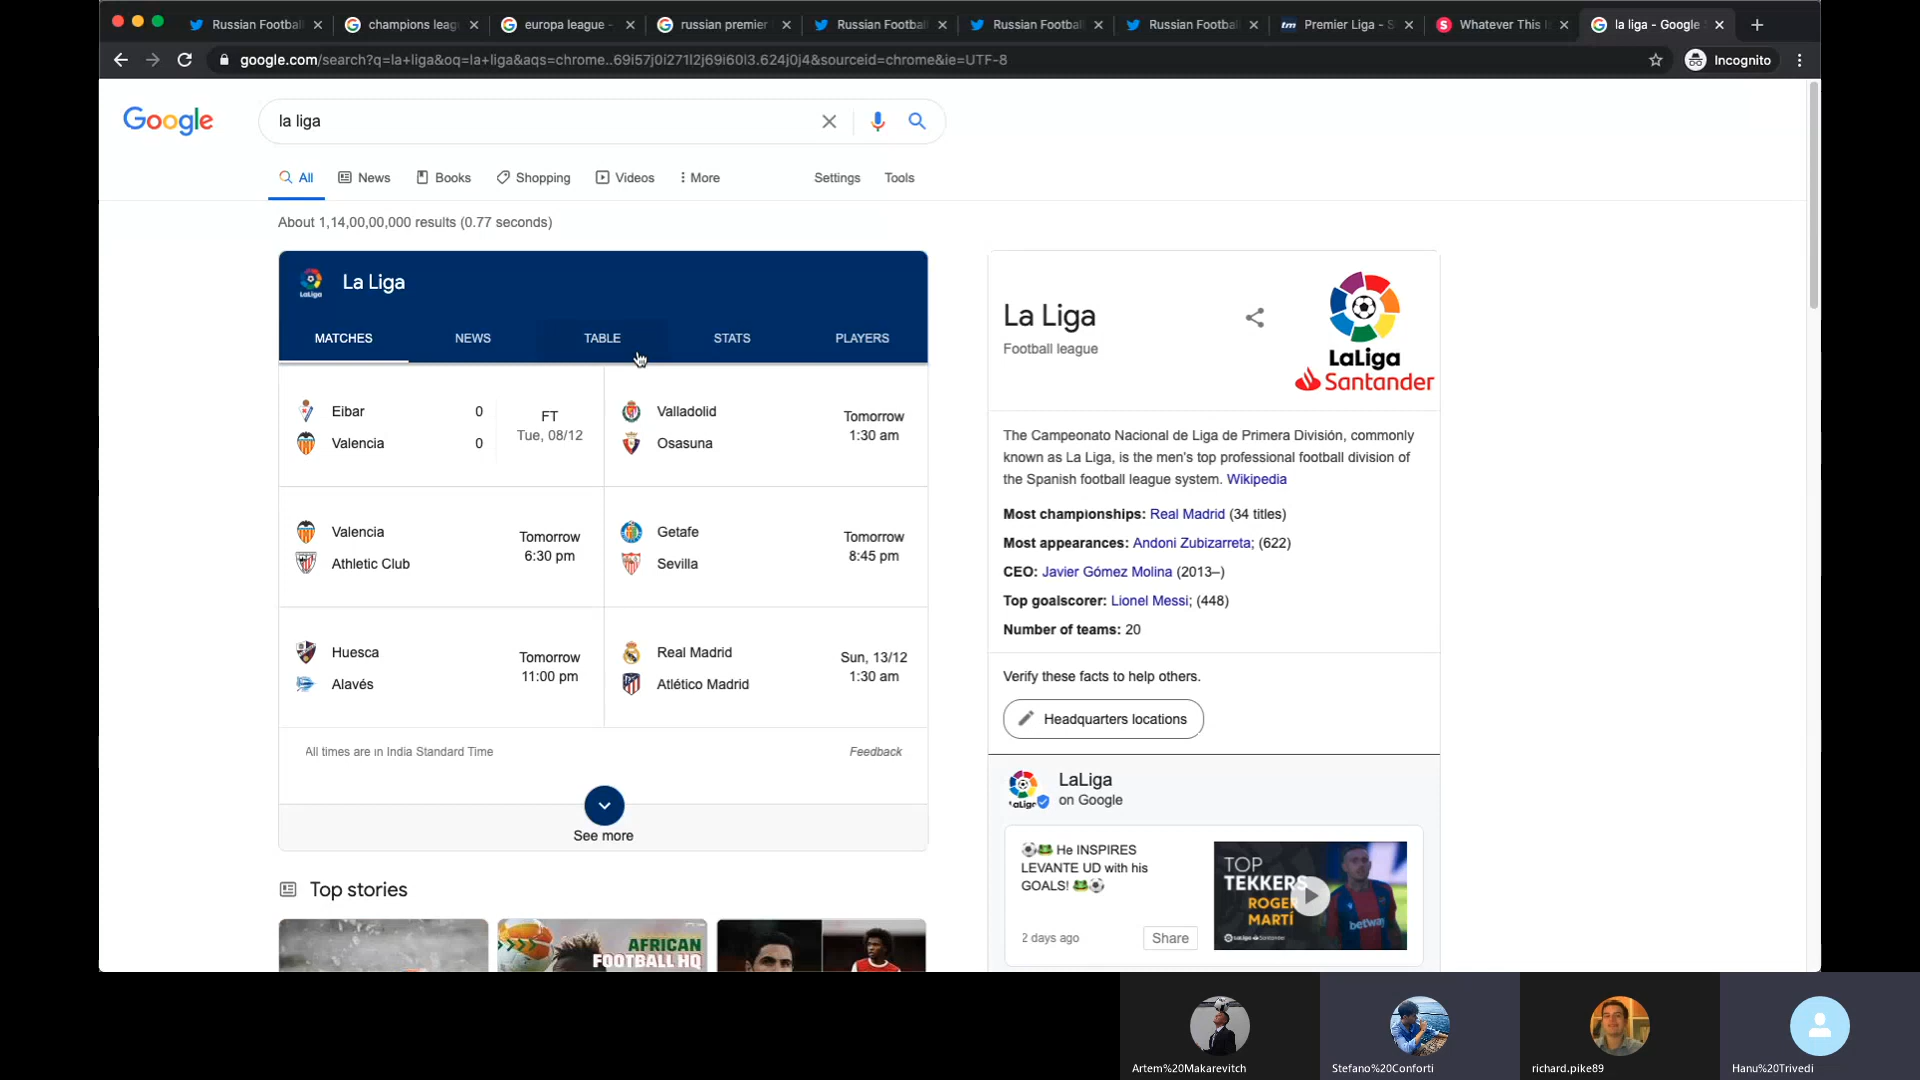 Russian Footbal
champions leag
europa league -
russian premier
Russian Football
Russian Football
Russian Footba
tm Premier Liga - S
S Whatever This I
la liga - Google S
google.com/search?q=la+liga&oq=la+liga&aqs=chrome..69i57j0i271l2j69i60l3.624j0j4&sourceid=chrome&ie=UTF-8
Incognito
Google
la liga
All
News
Books
Shopping
Videos
More
Settings
Tools
About 1,14,00,00,000 results (0.77 seconds)
LaLiga
La Liga
MATCHES
NEWS
TABLE
STATS
PLAYERS
Eibar 0
Valencia 0
FT
Tue, 08/12
Valladolid
Osasuna
Tomorrow
1:30 am
Valencia
Athletic Club
Tomorrow
6:30 pm
Getafe
Sevilla
Tomorrow
8:45 pm
Huesca
Alavés
Tomorrow
11:00 pm
Real Madrid
Atlético Madrid
Sun, 13/12
1:30 am
All times are in India Standard Time
Feedback
See more
Top stories
AFRICAN
FOOTBALL HQ
La Liga
Football league
LaLiga
Santander
The Campeonato Nacional de Liga de Primera División, commonly
known as La Liga, is the men's top professional football division of
the Spanish football league system. Wikipedia
Most championships: Real Madrid (34 titles)
Most appearances: Andoni Zubizarreta; (622)
CEO: Javier Gómez Molina (2013–)
Top goalscorer: Lionel Messi; (448)
Number of teams: 20
Verify these facts to help others.
Headquarters locations
LaLiga
on Google
⚽🐸 He INSPIRES
LEVANTE UD with his
GOALS! 🐸⚽
2 days ago
Share
TOP
TEKKERS
ROGER
MARTÍ
LaLiga Santander
betway
Artem%20Makarevitch
Stefano%20Conforti
richard.pike89
Hanu%20Trivedi